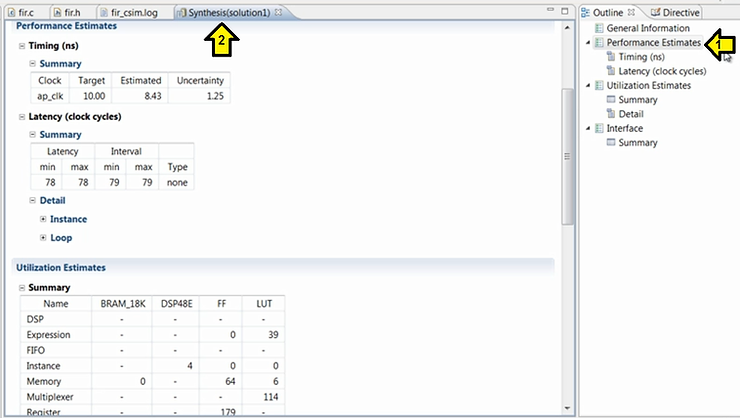 fir.c fir.h fir_csim.log Synthesis(solution1)
2
Performance Estimates
Timing (ns)
Summary
Clock Target Estimated Uncertainty
ap_clk 10.00 8.43 1.25
Latency (clock cycles)
Summary
Latency Interval
min max min max Type
78 78 79 79 none
Detail
Instance
Loop
Utilization Estimates
Summary
Name BRAM_18K DSP48E FF LUT
DSP - - - -
Expression - - 0 39
FIFO - - - -
Instance - 4 0 0
Memory 0 - 64 6
Multiplexer - - - 114
Register - - 179 -
Outline Directive
General Information
Performance Estimates
1
Timing (ns)
Latency (clock cycles)
Utilization Estimates
Summary
Detail
Interface
Summary